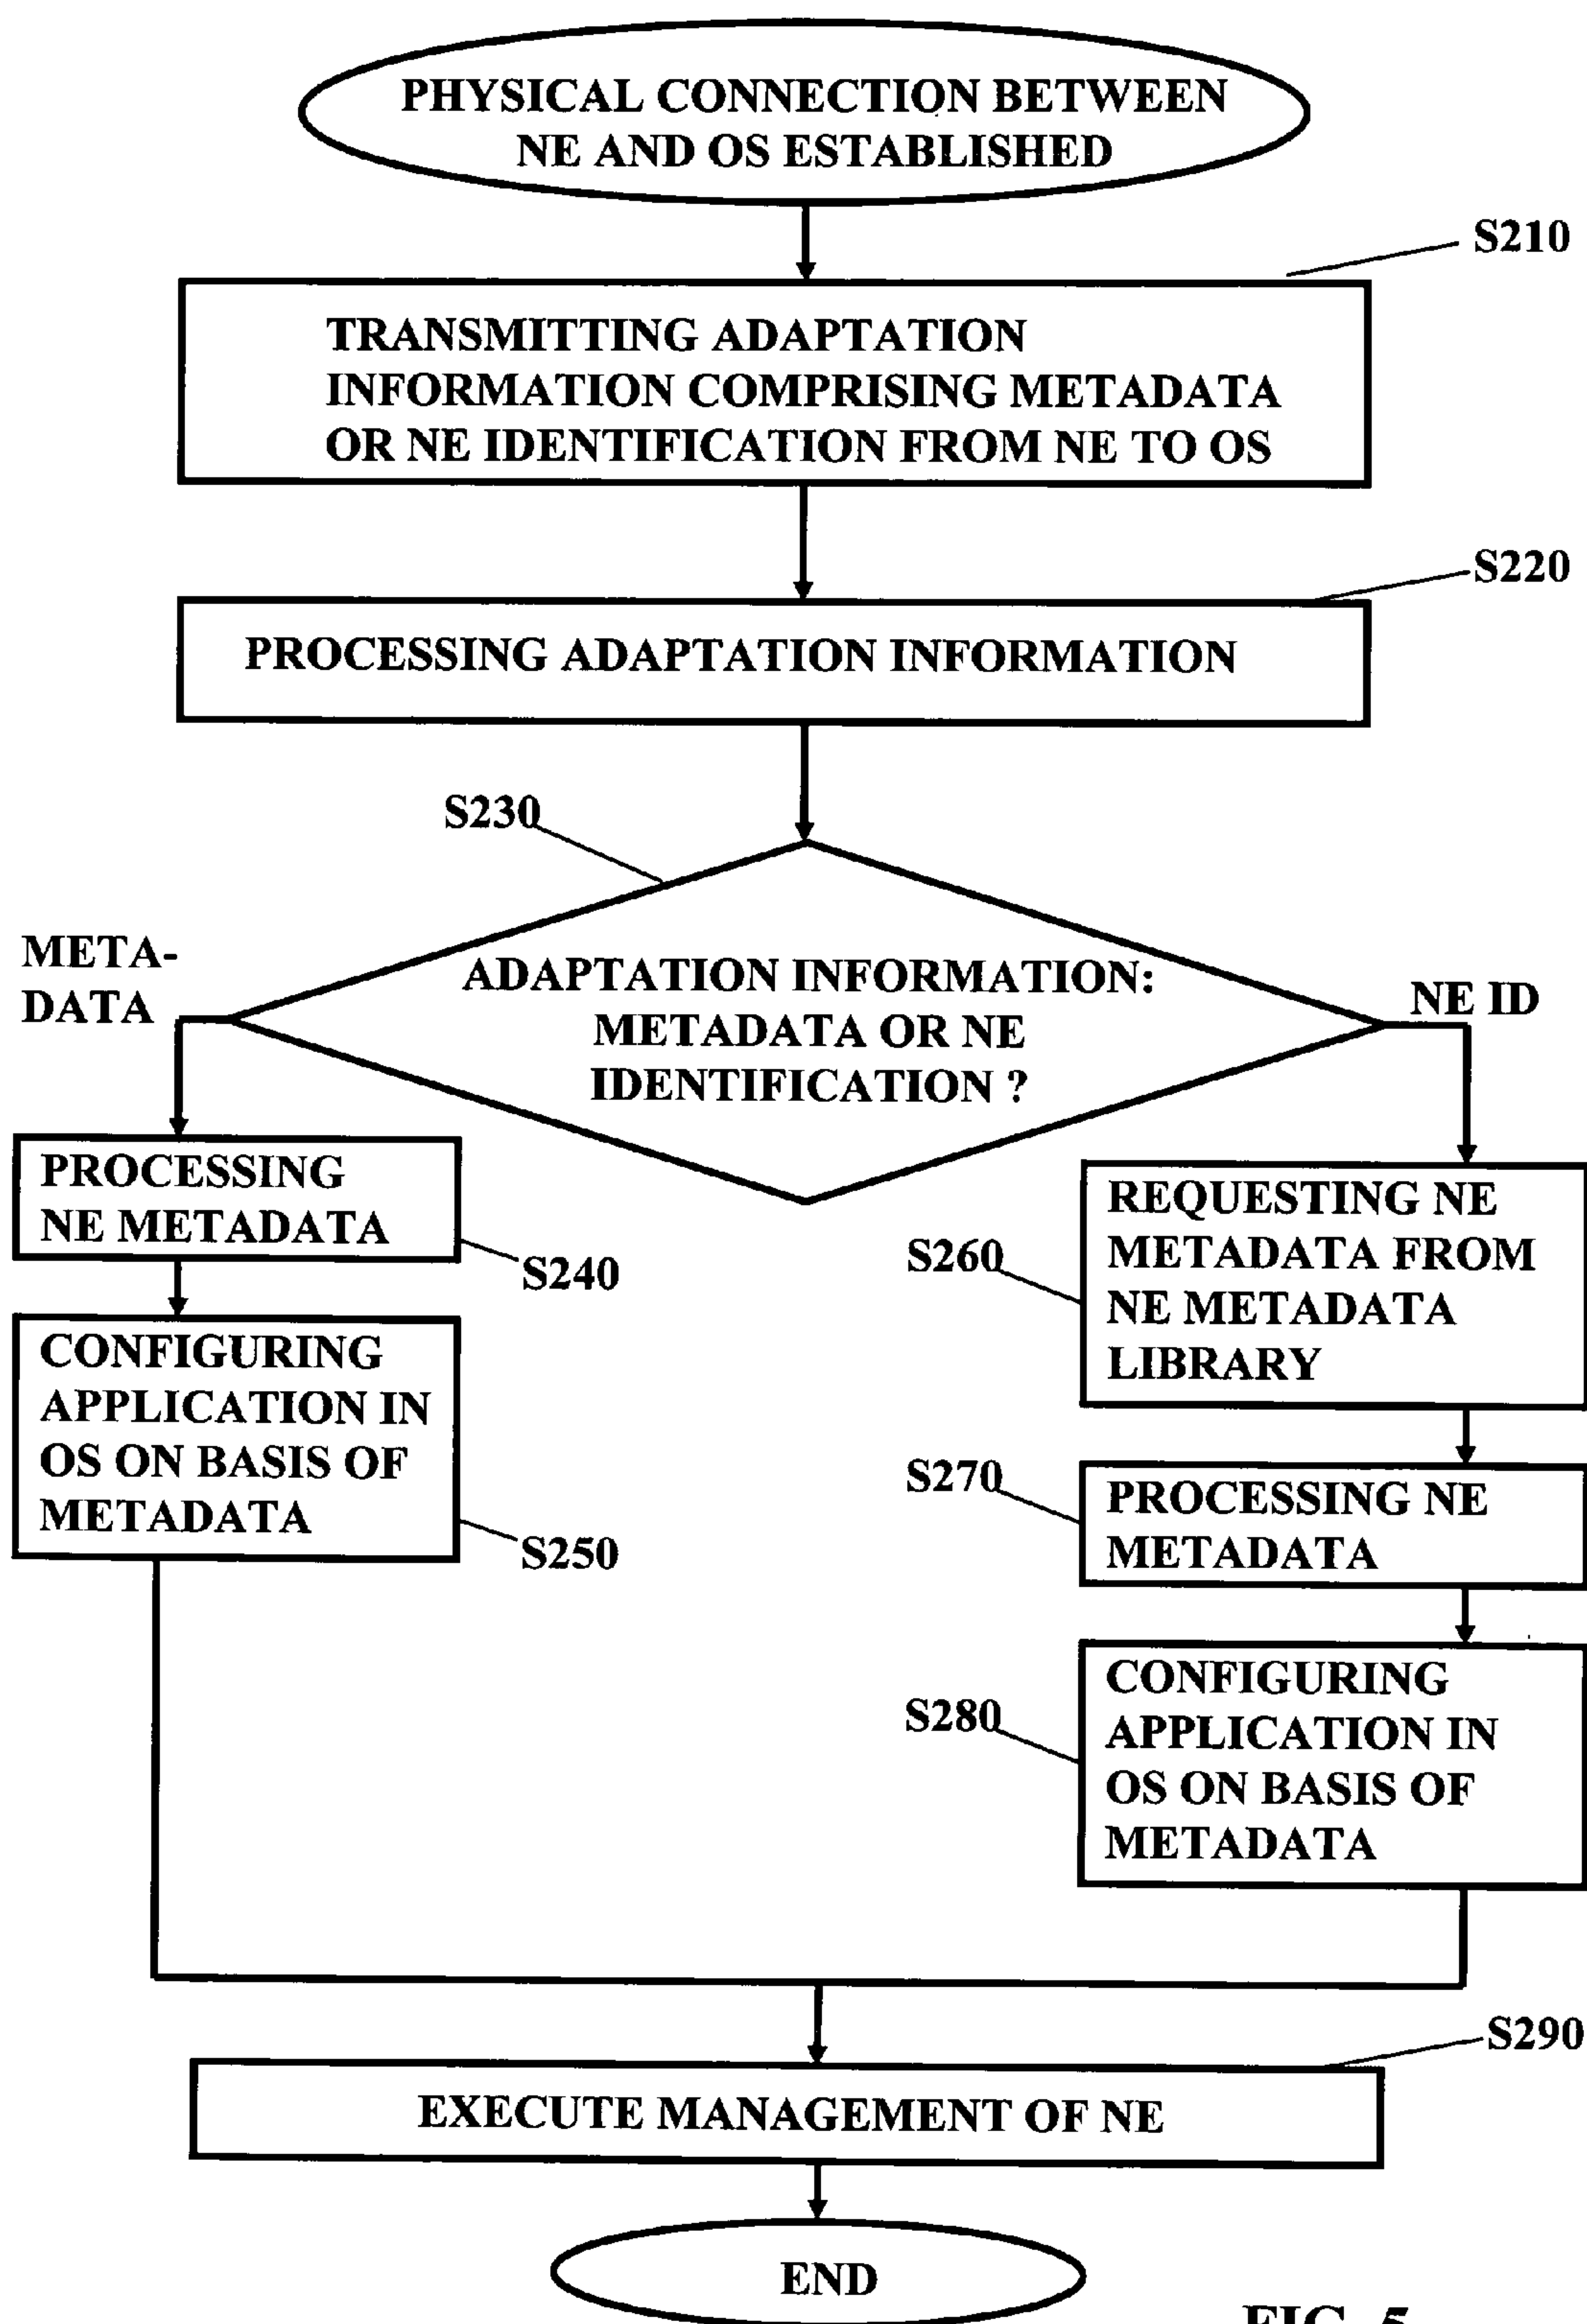 PHYSICAL CONNECTION BETWEEN
NE AND OS ESTABLISHED
S210
TRANSMITTING ADAPTATION
INFORMATION COMPRISING METADATA
OR NE IDENTIFICATION FROM NE TO OS
S220
PROCESSING ADAPTATION INFORMATION
S230
META-
DATA
ADAPTATION INFORMATION:
METADATA OR NE
IDENTIFICATION ?
NE ID
PROCESSING
NE METADATA
S240
CONFIGURING
APPLICATION IN
OS ON BASIS OF
METADATA
S250
REQUESTING NE
METADATA FROM
NE METADATA
LIBRARY
S260
S270
PROCESSING NE
METADATA
S280
CONFIGURING
APPLICATION IN
OS ON BASIS OF
METADATA
S290
EXECUTE MANAGEMENT OF NE
END
FIG. 5